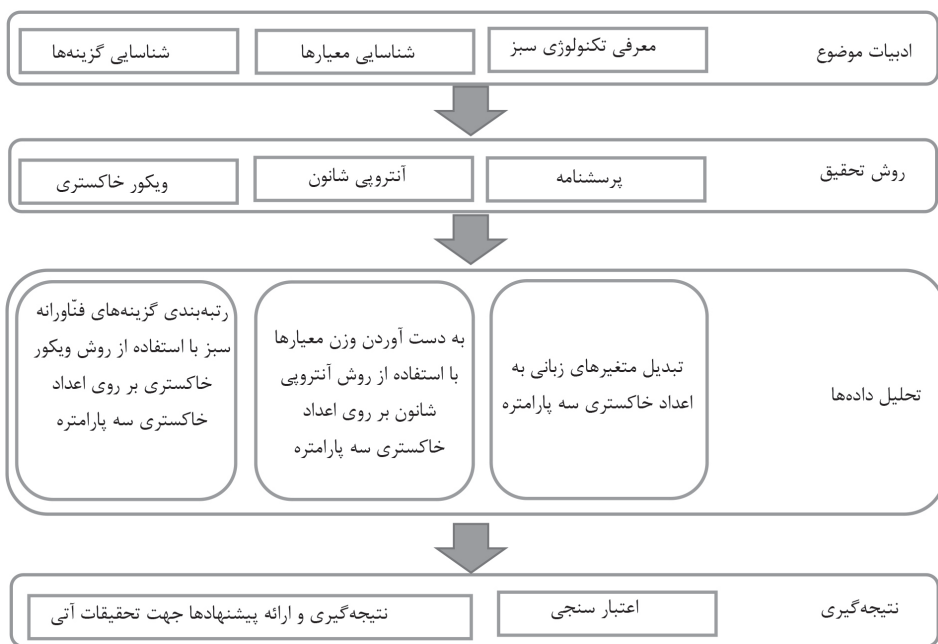 ادبیات موضوع
معرفی تکنولوژی سبز
شناسایی معیارها
شناسایی گزینه‌ها
روش تحقیق
پرسشنامه
آنتروپی شانون
ویکور خاکستری
تحلیل داده‌ها
تبدیل متغیرهای زبانی به
اعداد خاکستری سه پارامتره
به دست آوردن وزن معیارها
با استفاده از روش آنتروپی
شانون بر روی اعداد
خاکستری سه پارامتره
رتبه‌بندی گزینه‌های فنّاورانه
سبز با استفاده از روش ویکور
خاکستری بر روی اعداد
خاکستری سه پارامتره
نتیجه‌گیری
اعتبار سنجی
نتیجه‌گیری و ارائه پیشنهادها جهت تحقیقات آتی